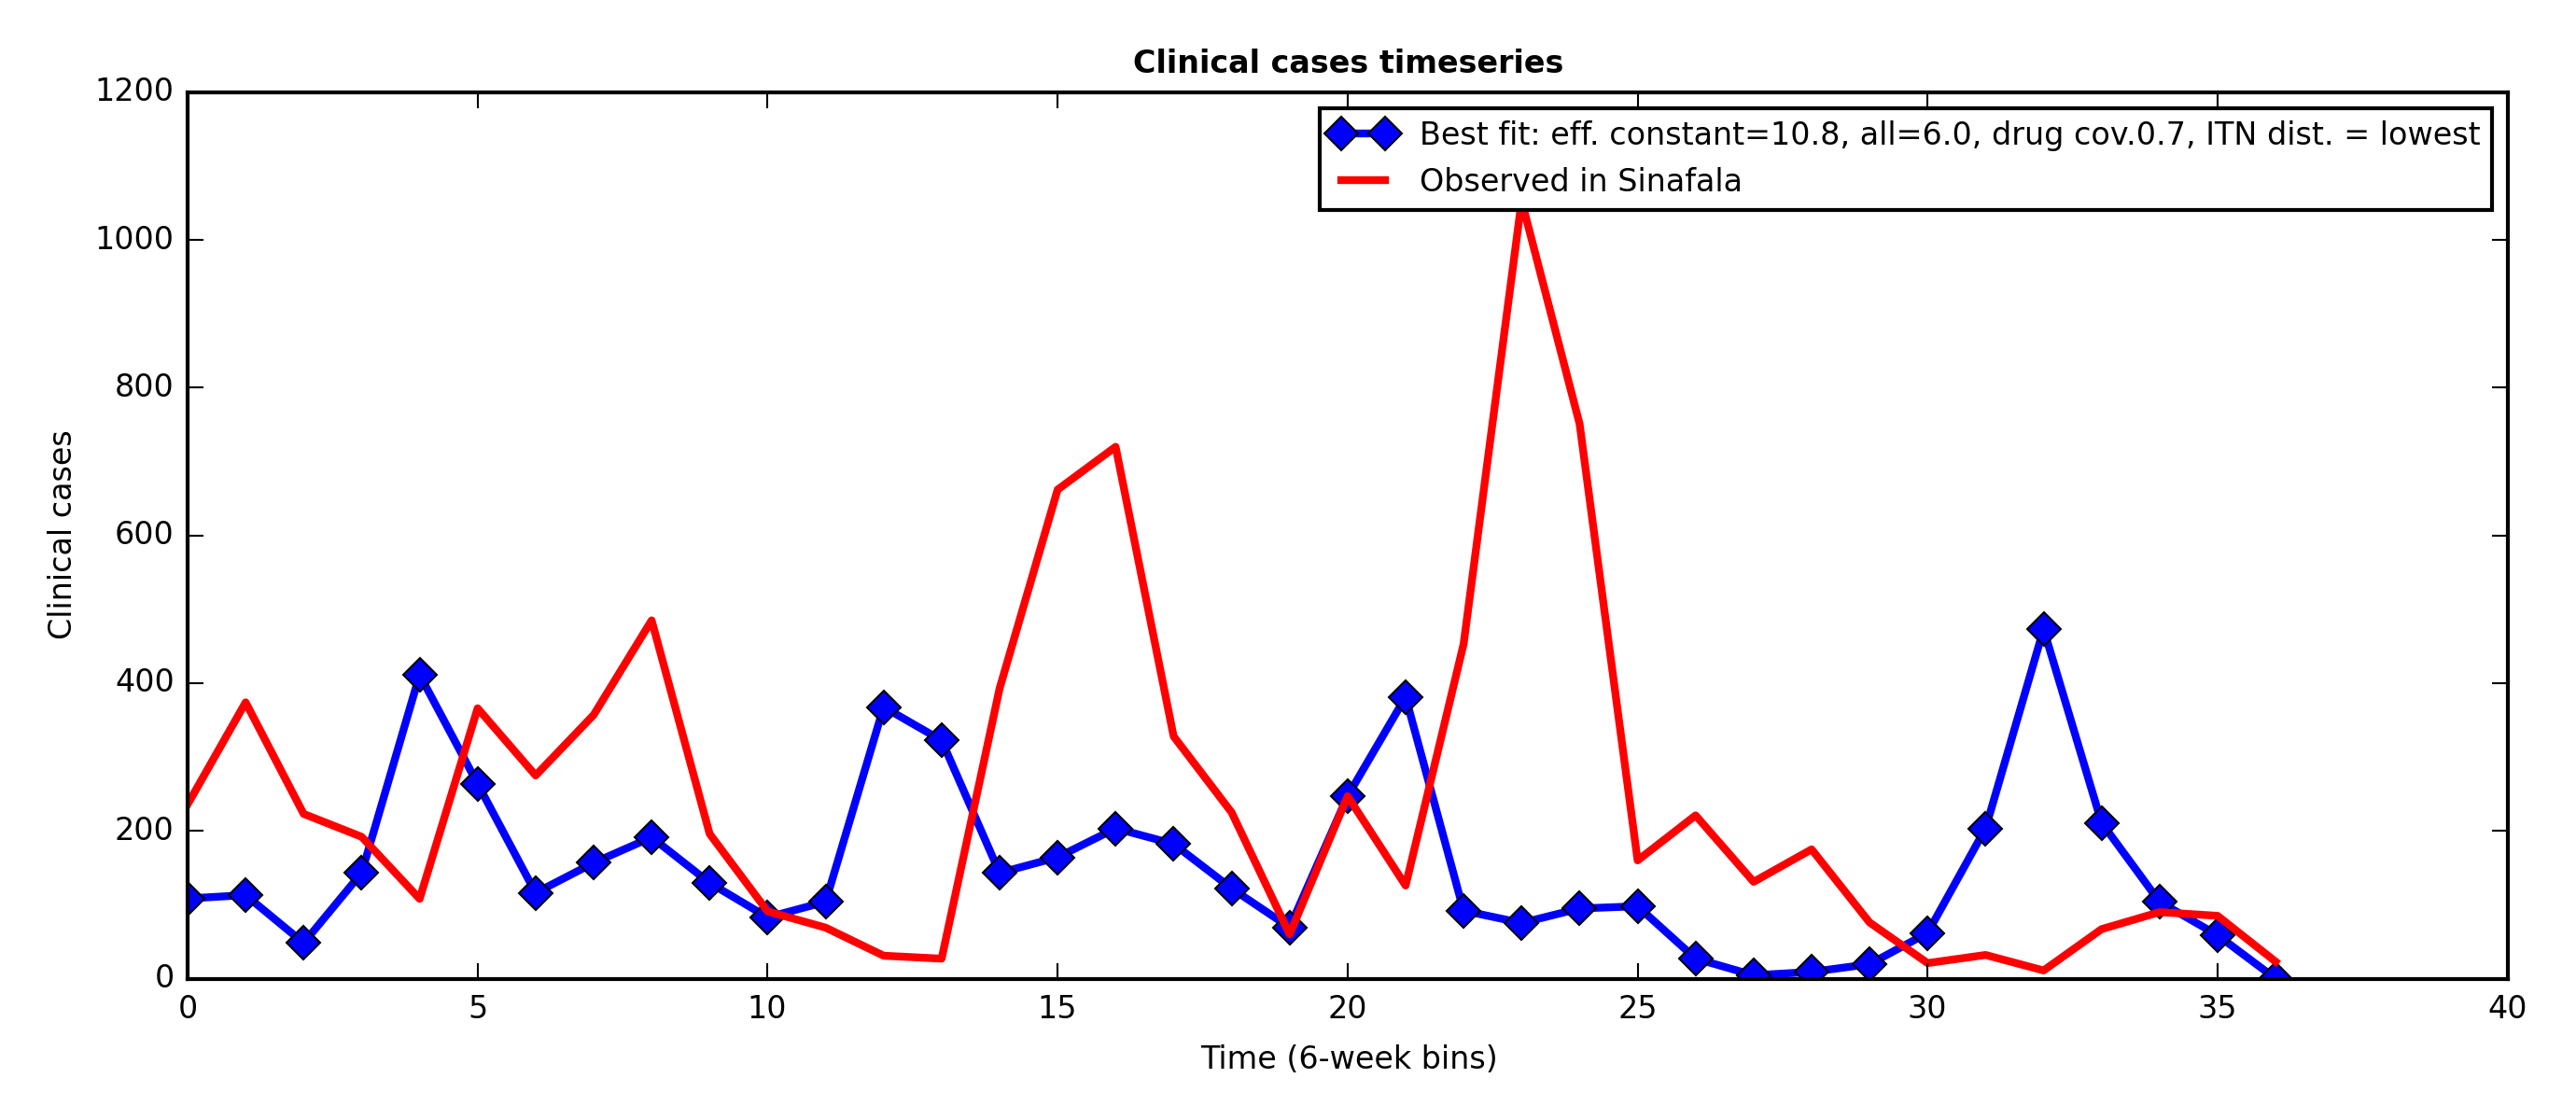 Clinical cases timeseries
1200
1000
800
600
400
200
0
Clinical cases
Best fit: eff. constant=10.8, all=6.0, drug cov.0.7, ITN dist. = lowest
Observed in Sinafala
0 5 10 15 20 25 30 35 40
Time (6-week bins)